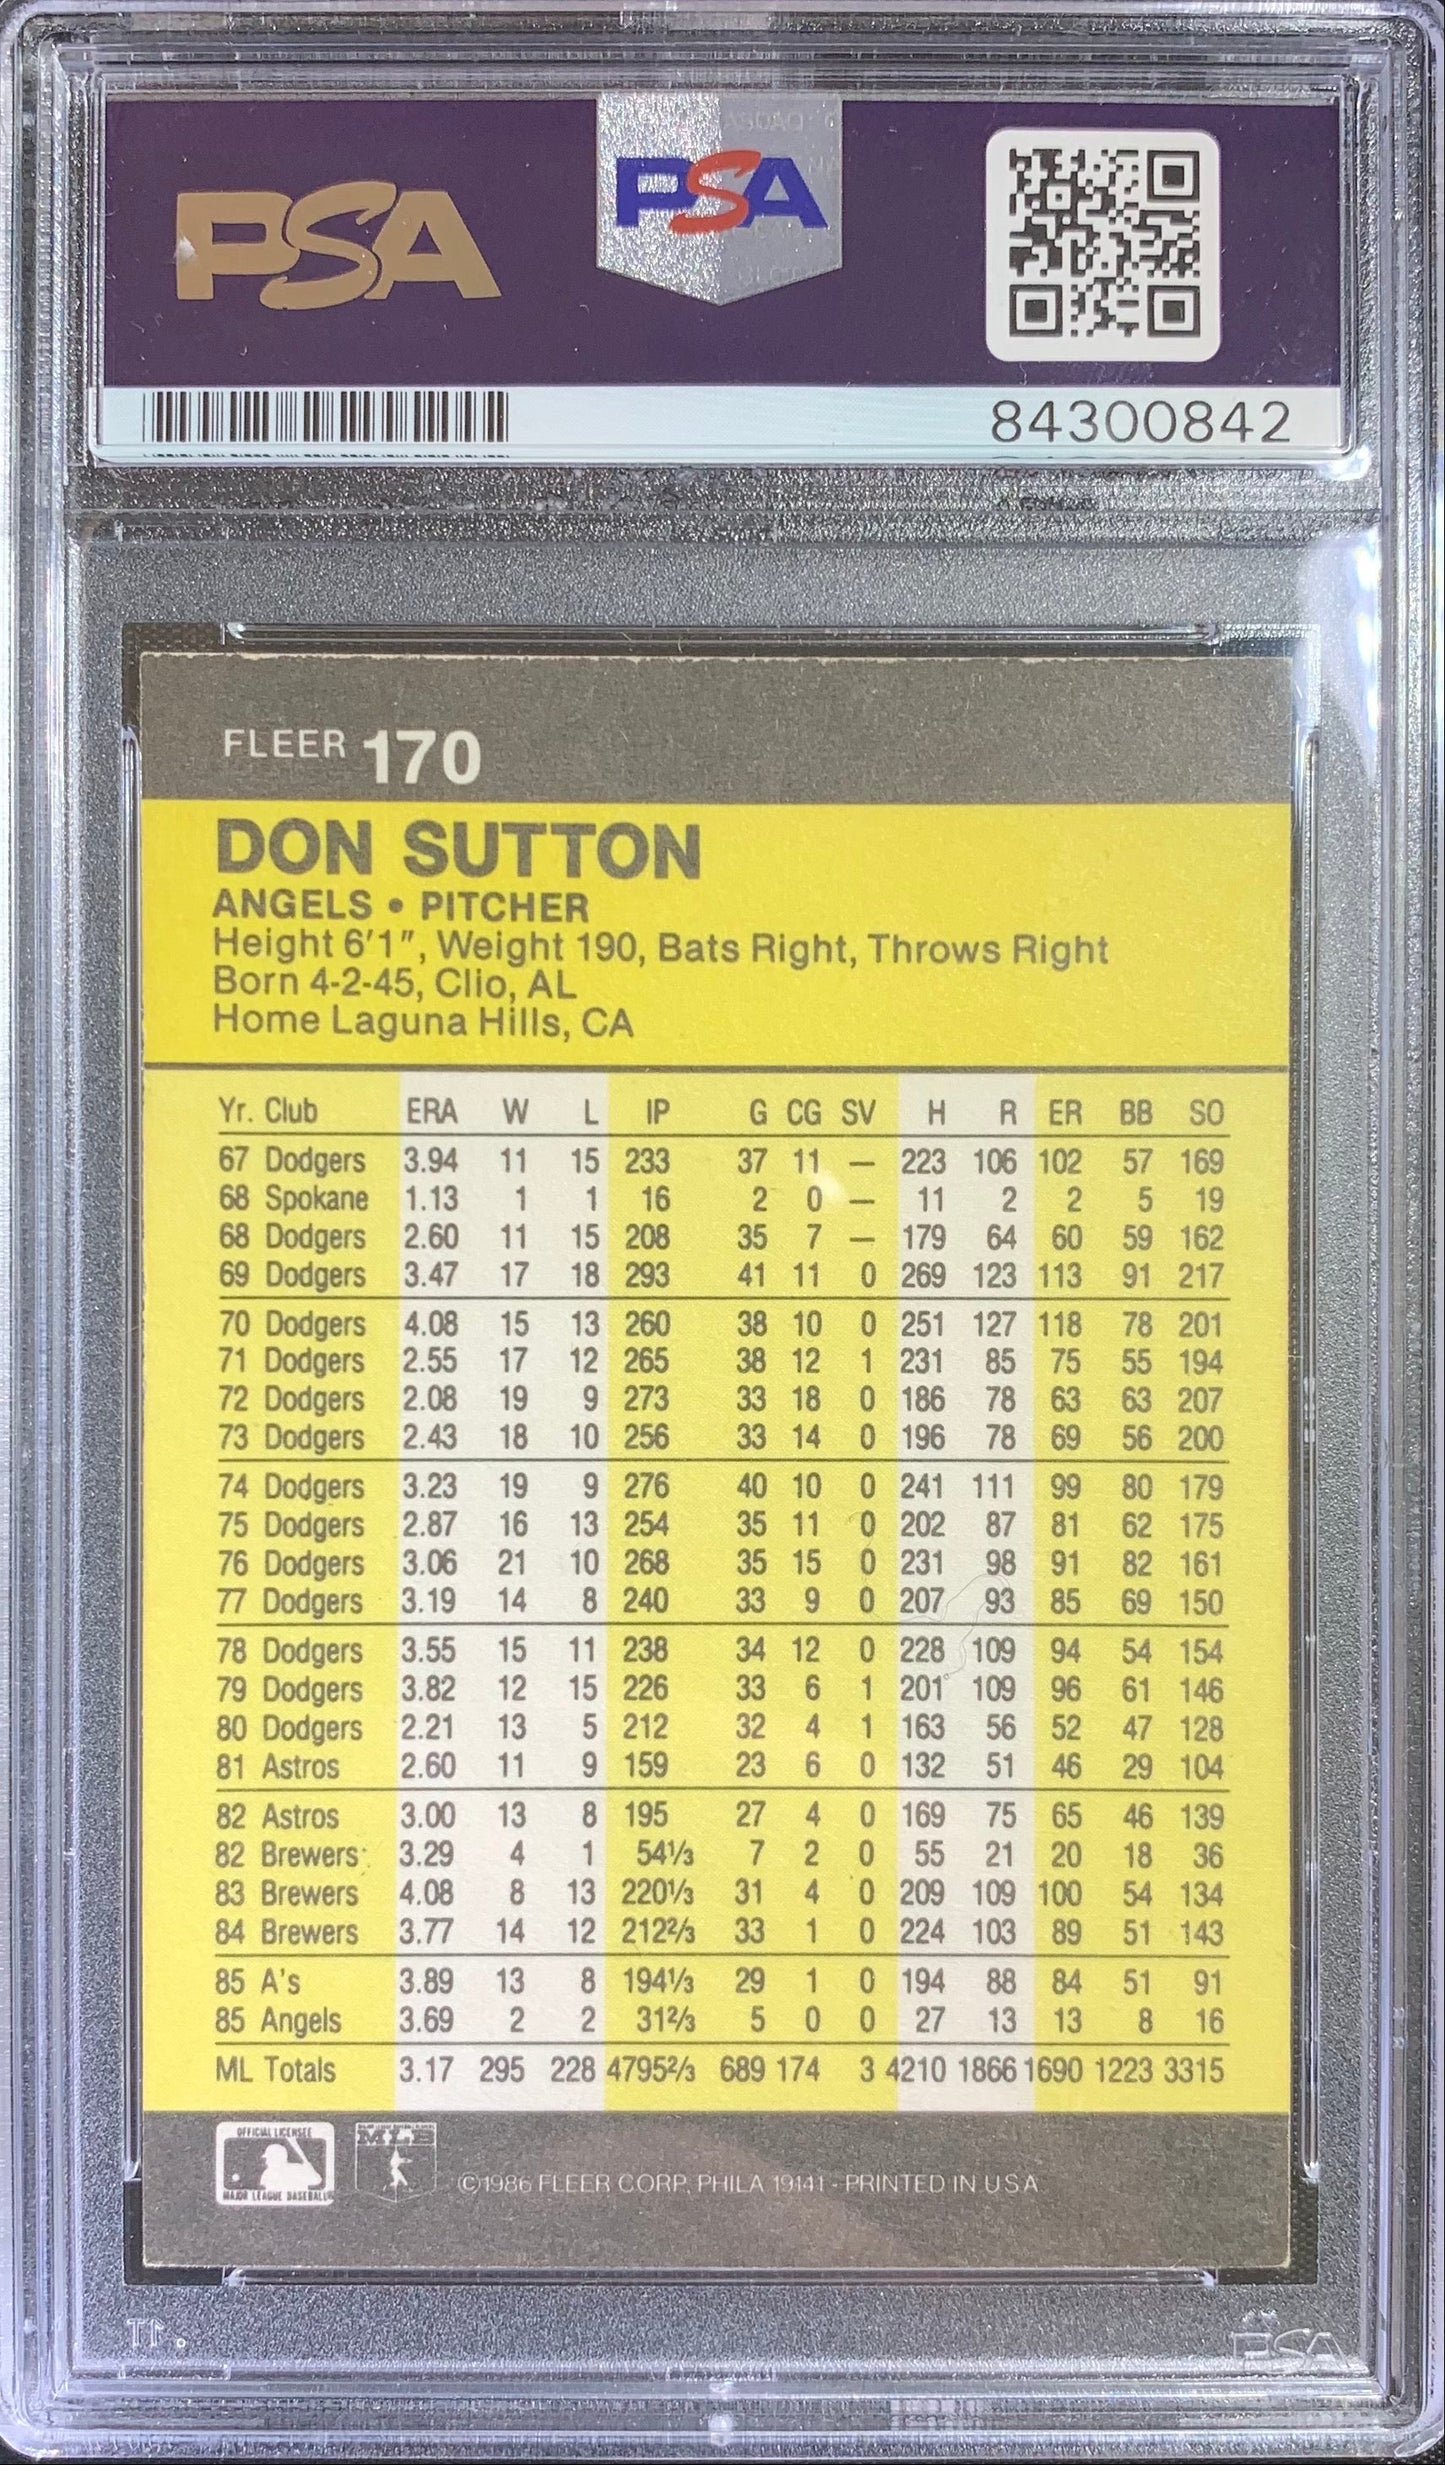 PSA
PSA
84300842
FLEER 170
DON SUTTON
ANGELS • PITCHER
Height 6'1", Weight 190, Bats Right, Throws Right
Born 4-2-45, Clio, AL
Home Laguna Hills, CA
Yr. Club ERA W L IP G CG SV H R ER BB SO
67 Dodgers 3.94 11 15 233 37 11 — 223 106 102 57 169
68 Spokane 1.13 1 1 16 2 0 — 11 2 2 5 19
68 Dodgers 2.60 11 15 208 35 7 — 179 64 60 59 162
69 Dodgers 3.47 17 18 293 41 11 0 269 123 113 91 217
70 Dodgers 4.08 15 13 260 38 10 0 251 127 118 78 201
71 Dodgers 2.55 17 12 265 38 12 1 231 85 75 55 194
72 Dodgers 2.08 19 9 273 33 18 0 186 78 63 63 207
73 Dodgers 2.43 18 10 256 33 14 0 196 78 69 56 200
74 Dodgers 3.23 19 9 276 40 10 0 241 111 99 80 179
75 Dodgers 2.87 16 13 254 35 11 0 202 87 81 62 175
76 Dodgers 3.06 21 10 268 35 15 0 231 98 91 82 161
77 Dodgers 3.19 14 8 240 33 9 0 207 93 85 69 150
78 Dodgers 3.55 15 11 238 34 12 0 228 109 94 54 154
79 Dodgers 3.82 12 15 226 33 6 1 201 109 96 61 146
80 Dodgers 2.21 13 5 212 32 4 1 163 56 52 47 128
81 Astros 2.60 11 9 159 23 6 0 132 51 46 29 104
82 Astros 3.00 13 8 195 27 4 0 169 75 65 46 139
82 Brewers 3.29 4 1 54⅓ 7 2 0 55 21 20 18 36
83 Brewers 4.08 8 13 220⅓ 31 4 0 209 109 100 54 134
84 Brewers 3.77 14 12 212⅔ 33 1 0 224 103 89 51 143
85 A's 3.89 13 8 194⅓ 29 1 0 194 88 84 51 91
85 Angels 3.69 2 2 31⅔ 5 0 0 27 13 13 8 16
ML Totals 3.17 295 228 4795⅔ 689 174 3 4210 1866 1690 1223 3315
OFFICIAL LICENSEE
MAJOR LEAGUE BASEBALL
MLB
©1986 FLEER CORP. PHILA 19141 - PRINTED IN U S A
PSA